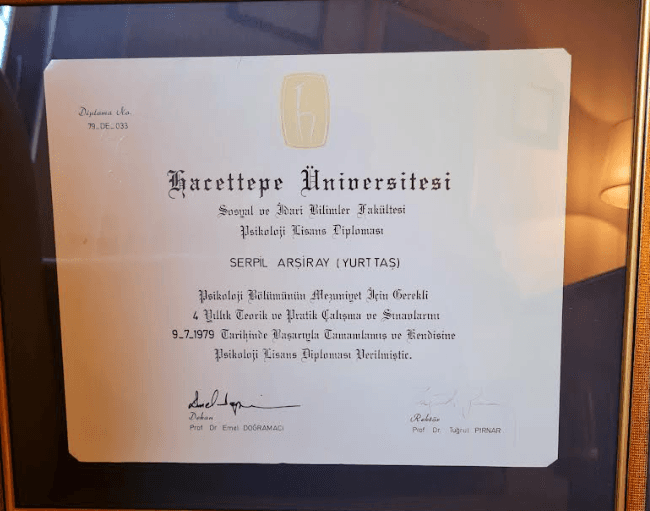 Diploma No.
79_DE_033
h
Hacettepe Üniversitesi
Sosyal ve İdari Bilimler Fakültesi
Psikoloji Lisans Diploması
SERPİL ARŞİRAY (YURTTAŞ)
Psikoloji Bölümünün Mezuniyet İçin Gerekli
4 Yıllık Teorik ve Pratik Çalışma ve Sınavlarını
9_7_1979 Tarihinde Başarıyla Tamamlamış ve Kendisine
Psikoloji Lisans Diploması Verilmiştir.
Dekan
Prof Dr. Emel DOĞRAMACI
Rektör
Prof. Dr. Tuğrul PIRNAR